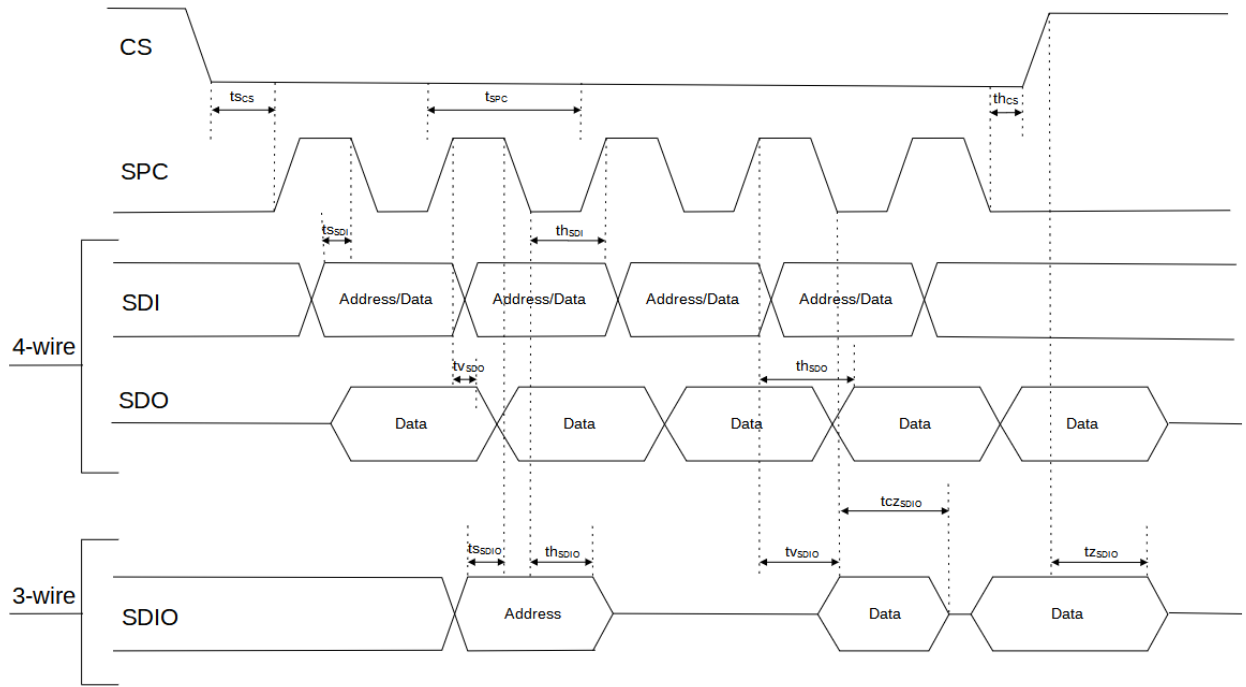 CS
tsCS
tSPC
thCS
SPC
tsSDI
thSDI
SDI
Address/Data
Address/Data
Address/Data
Address/Data
4-wire
tvSDO
thSDO
SDO
Data
Data
Data
Data
Data
tczSDIO
tsSDIO
thSDIO
tvSDIO
tzSDIO
3-wire
SDIO
Address
Data
Data